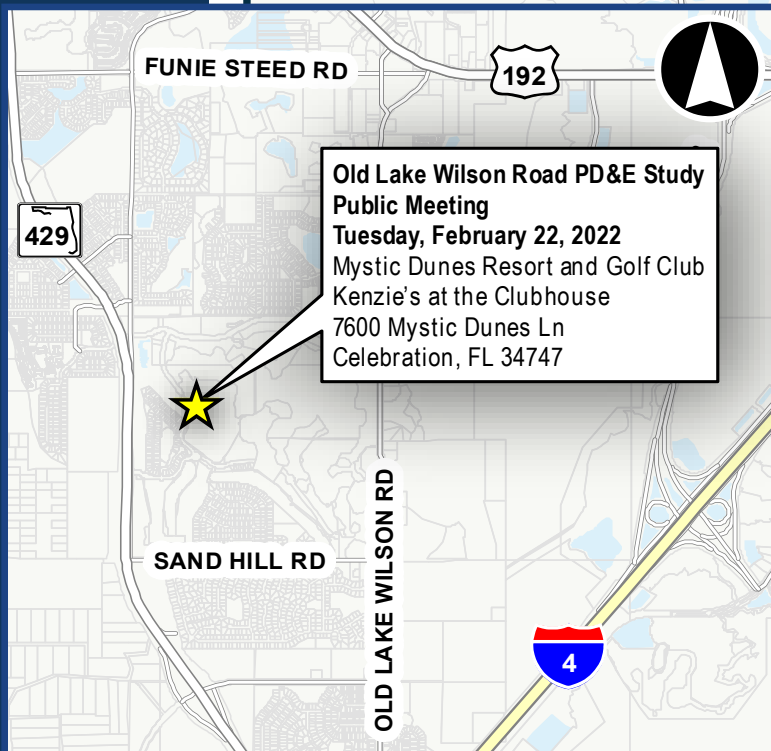 FUNIE STEED RD
192
429
Old Lake Wilson Road PD&E Study
Public Meeting
Tuesday, February 22, 2022
Mystic Dunes Resort and Golf Club
Kenzie's at the Clubhouse
7600 Mystic Dunes Ln
Celebration, FL 34747
SAND HILL RD
OLD LAKE WILSON RD
4